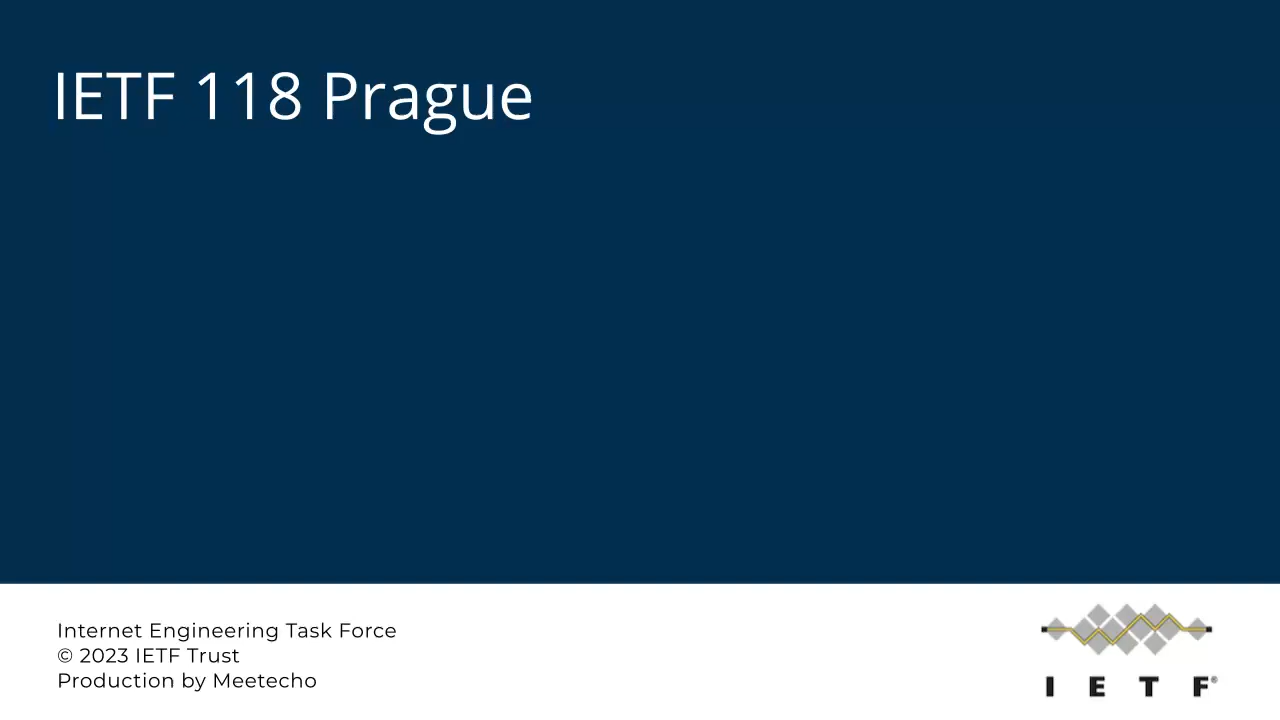 IETF 118 Prague
Internet Engineering Task Force
© 2023 IETF Trust
Production by Meetecho
I E T F®